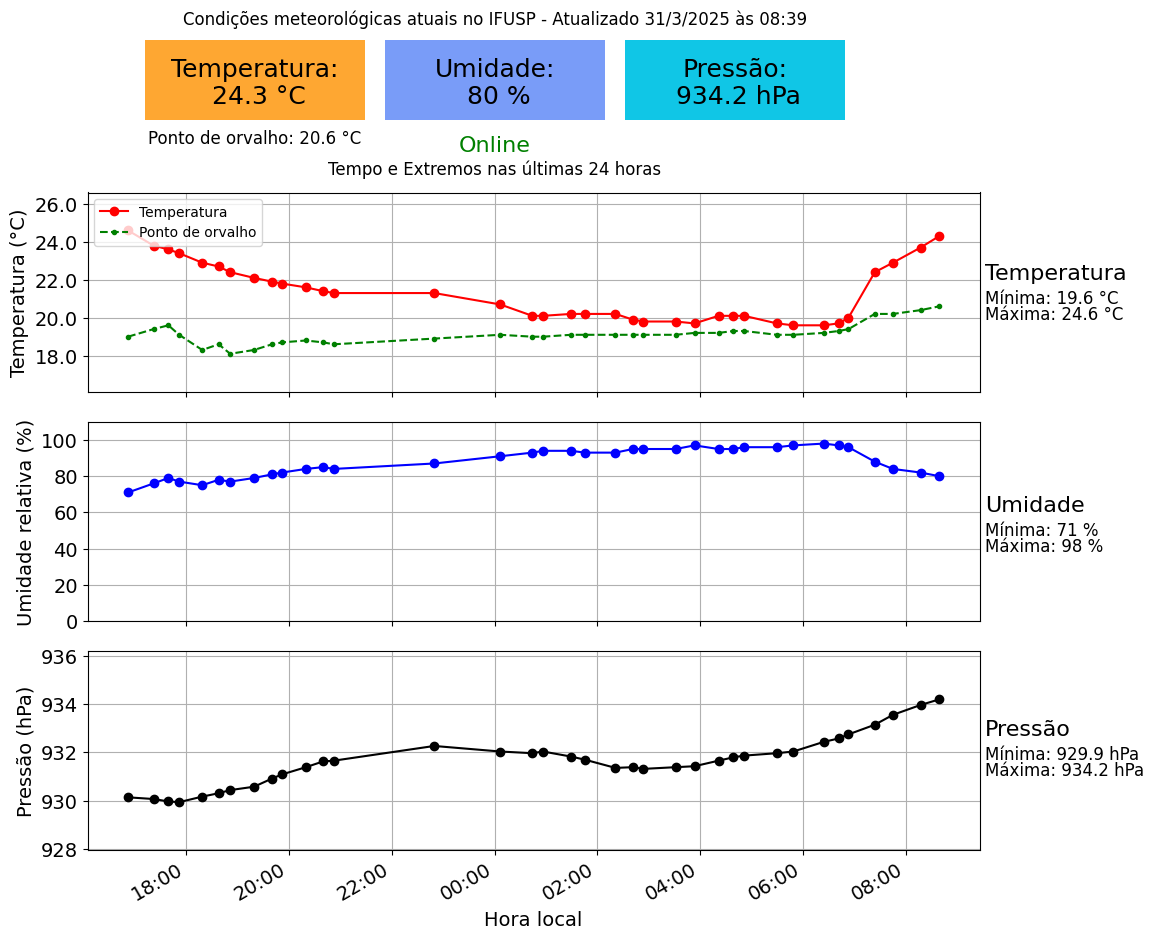 Condições meteorológicas atuais no IFUSP - Atualizado 31/3/2025 às 08:39
Temperatura:
24.3 °C
Umidade:
80 %
Pressão:
934.2 hPa
Ponto de orvalho: 20.6 °C
Online
Tempo e Extremos nas últimas 24 horas
Temperatura (°C)
26.0
24.0
22.0
20.0
18.0
Temperatura
Ponto de orvalho
Temperatura
Mínima: 19.6 °C
Máxima: 24.6 °C
Umidade relativa (%)
100
80
60
40
20
0
Umidade
Mínima: 71 %
Máxima: 98 %
Pressão (hPa)
936
934
932
930
928
Pressão
Mínima: 929.9 hPa
Máxima: 934.2 hPa
18:00 20:00 22:00 00:00 02:00 04:00 06:00 08:00
Hora local